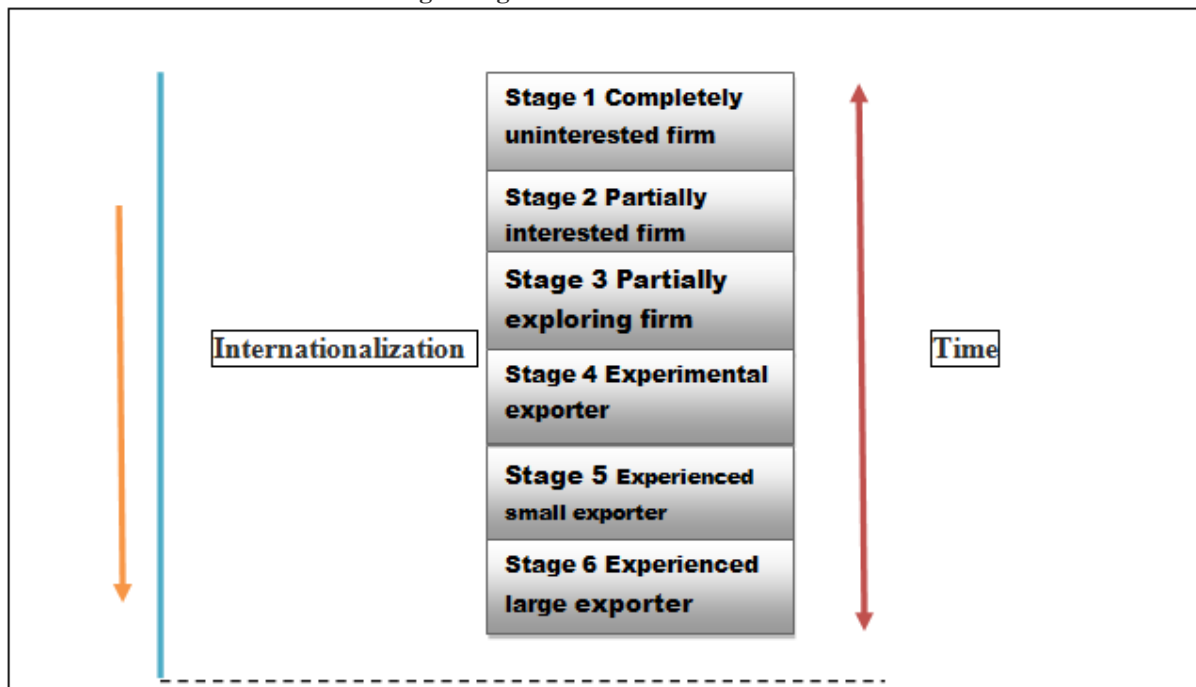 Stage 1 Completely
uninterested firm
Stage 2 Partially
interested firm
Stage 3 Partially
exploring firm
Internationalization
Time
Stage 4 Experimental
exporter
Stage 5 Experienced
small exporter
Stage 6 Experienced
large exporter